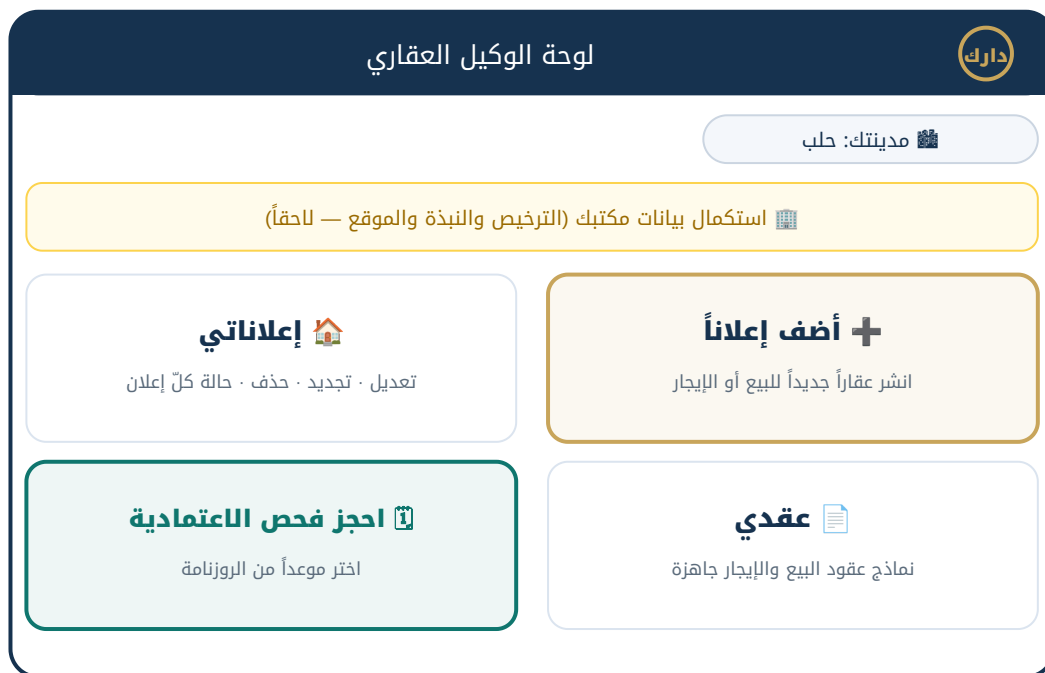 دارك
لوحة الوكيل العقاري
🏙 مدينتك: حلب
🏢 استكمال بيانات مكتبك (الترخيص والنبذة والموقع — لاحقاً)
➕ أضف إعلاناً
انشر عقاراً جديداً للبيع أو الإيجار
🏠 إعلاناتي
تعديل · تجديد · حذف · حالة كلّ إعلان
📄 عقدي
نماذج عقود البيع والإيجار جاهزة
🗓 احجز فحص الاعتمادية
اختر موعداً من الروزنامة